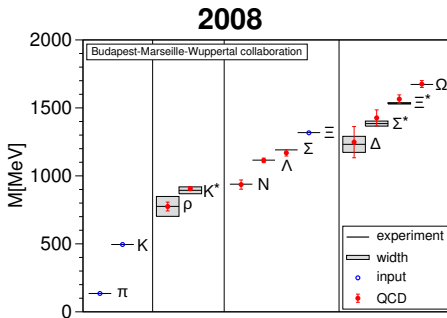 2008
Budapest-Marseille-Wuppertal collaboration
M[MeV]
2000
1500
1000
500
0
π
K
ρ
K*
N
Λ
Σ
Ξ
Δ
Σ*
Ξ*
Ω
experiment
width
input
QCD